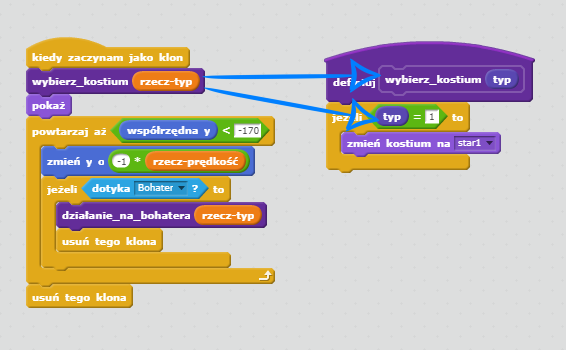 kiedy zaczynam jako klon
wybierz_kostium rzecz-typ
pokaż
powtarzaj aż współrzędna y < -170
zmień y o -1 * rzecz-prędkość
jeżeli dotyka Bohater ? to
działanie_na_bohatera rzecz-typ
usuń tego klona
usuń tego klona
definiuj wybierz_kostium typ
jeżeli typ = 1 to
zmień kostium na star1